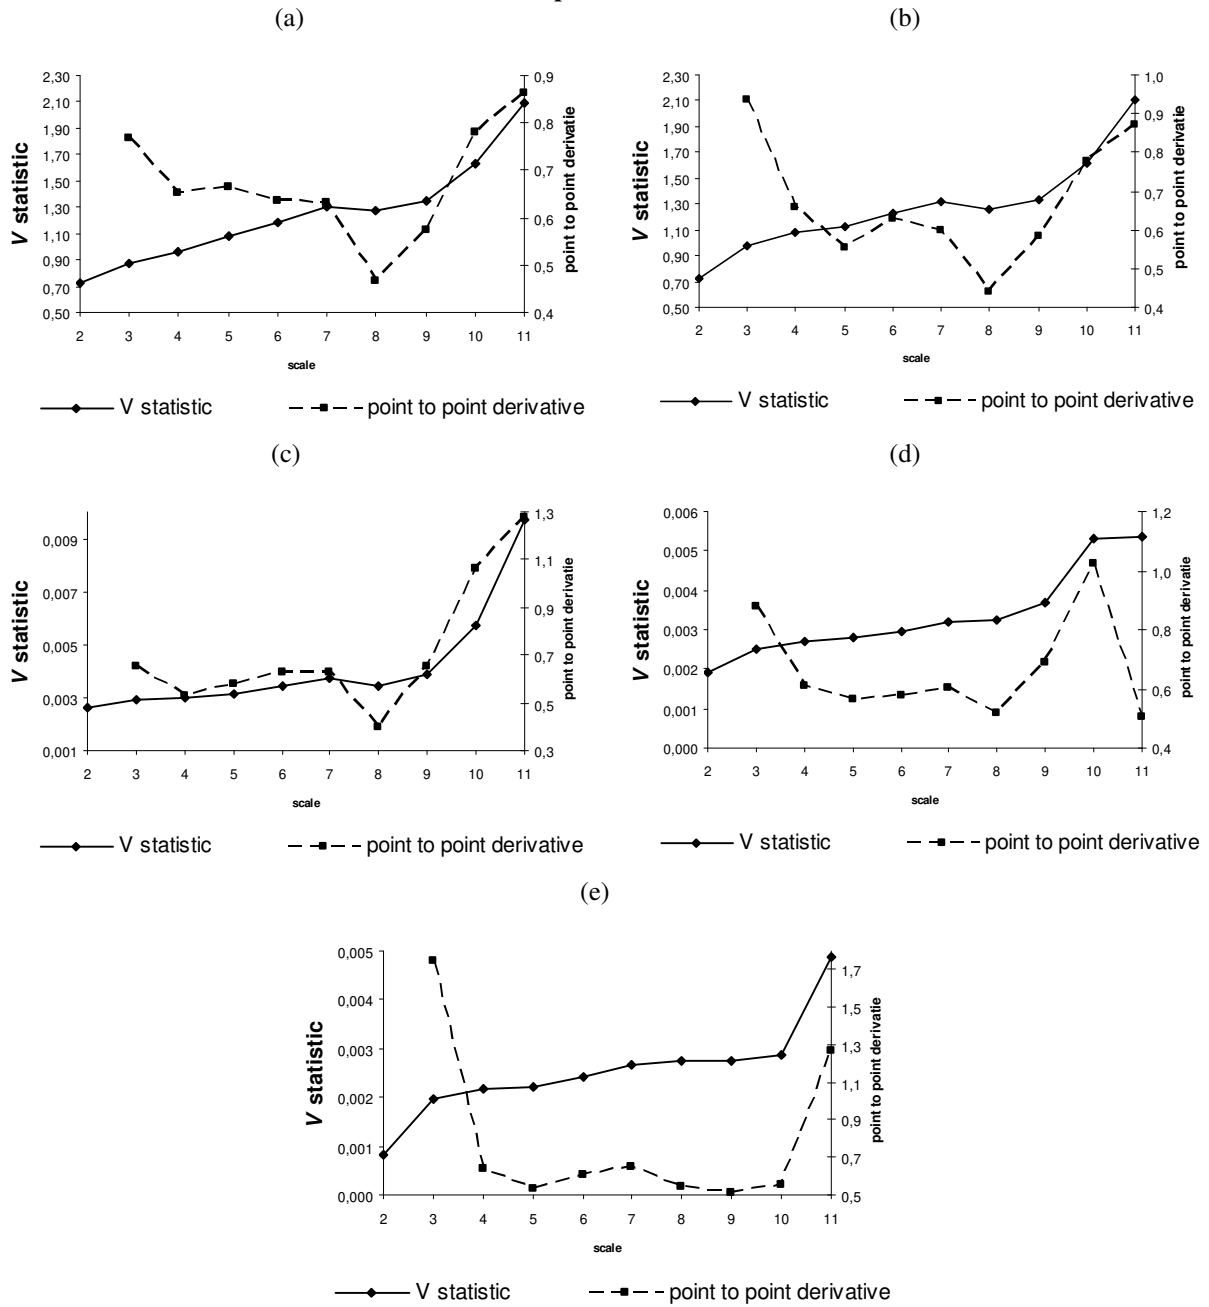 (a)
2,30
2,10
1,90
1,70
1,50
1,30
1,10
0,90
0,70
0,50
V statistic
0,9
0,8
0,7
0,6
0,5
0,4
point to point derivatie
2 3 4 5 6 7 8 9 10 11
scale
V statistic point to point derivative
(b)
2,30
2,10
1,90
1,70
1,50
1,30
1,10
0,90
0,70
0,50
V statistic
1,0
0,9
0,8
0,7
0,6
0,5
0,4
point to point derivatie
2 3 4 5 6 7 8 9 10 11
scale
V statistic point to point derivative
(c)
0,009
0,007
0,005
0,003
0,001
V statistic
1,3
1,1
0,9
0,7
0,5
0,3
point to point derivatie
2 3 4 5 6 7 8 9 10 11
scale
V statistic point to point derivative
(d)
0,006
0,005
0,004
0,003
0,002
0,001
0,000
V statistic
1,2
1,0
0,8
0,6
0,4
point to point derivatie
2 3 4 5 6 7 8 9 10 11
scale
V statistic point to point derivative
(e)
0,005
0,004
0,003
0,002
0,001
0,000
V statistic
1,7
1,5
1,3
1,1
0,9
0,7
0,5
point to point derivatie
2 3 4 5 6 7 8 9 10 11
scale
V statistic point to point derivative